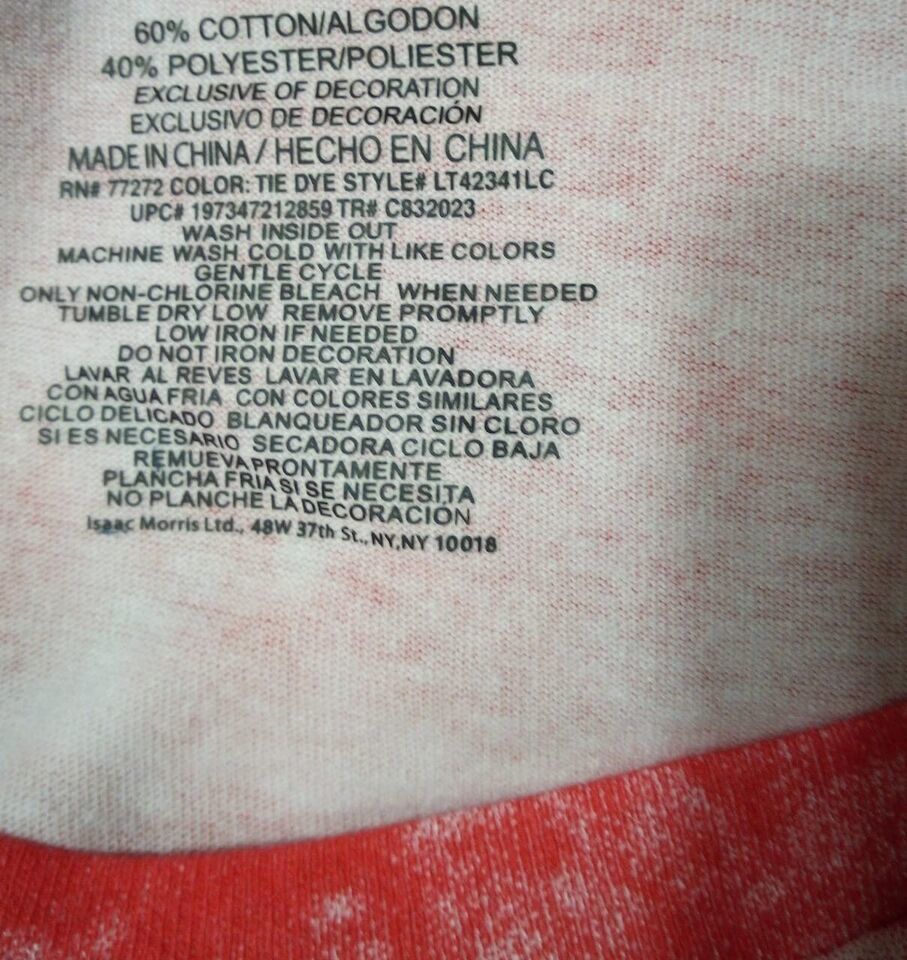 60% COTTON/ALGODON
40% POLYESTER/POLIESTER
EXCLUSIVE OF DECORATION
EXCLUSIVO DE DECORACIÓN
MADE IN CHINA / HECHO EN CHINA
RN# 77272 COLOR: TIE DYE STYLE# LT42341LC
UPC# 197347212859 TR# C832023
WASH INSIDE OUT
MACHINE WASH COLD WITH LIKE COLORS
GENTLE CYCLE
ONLY NON-CHLORINE BLEACH WHEN NEEDED
TUMBLE DRY LOW REMOVE PROMPTLY
LOW IRON IF NEEDED
DO NOT IRON DECORATION
LAVAR AL REVES LAVAR EN LAVADORA
CON AGUA FRIA CON COLORES SIMILARES
CICLO DELICADO BLANQUEADOR SIN CLORO
SI ES NECESARIO SECADORA CICLO BAJA
REMUEVA PRONTAMENTE
PLANCHA FRIA SI SE NECESITA
NO PLANCHE LA DECORACIÓN
Isaac Morris Ltd., 48W 37th St., NY, NY 10018